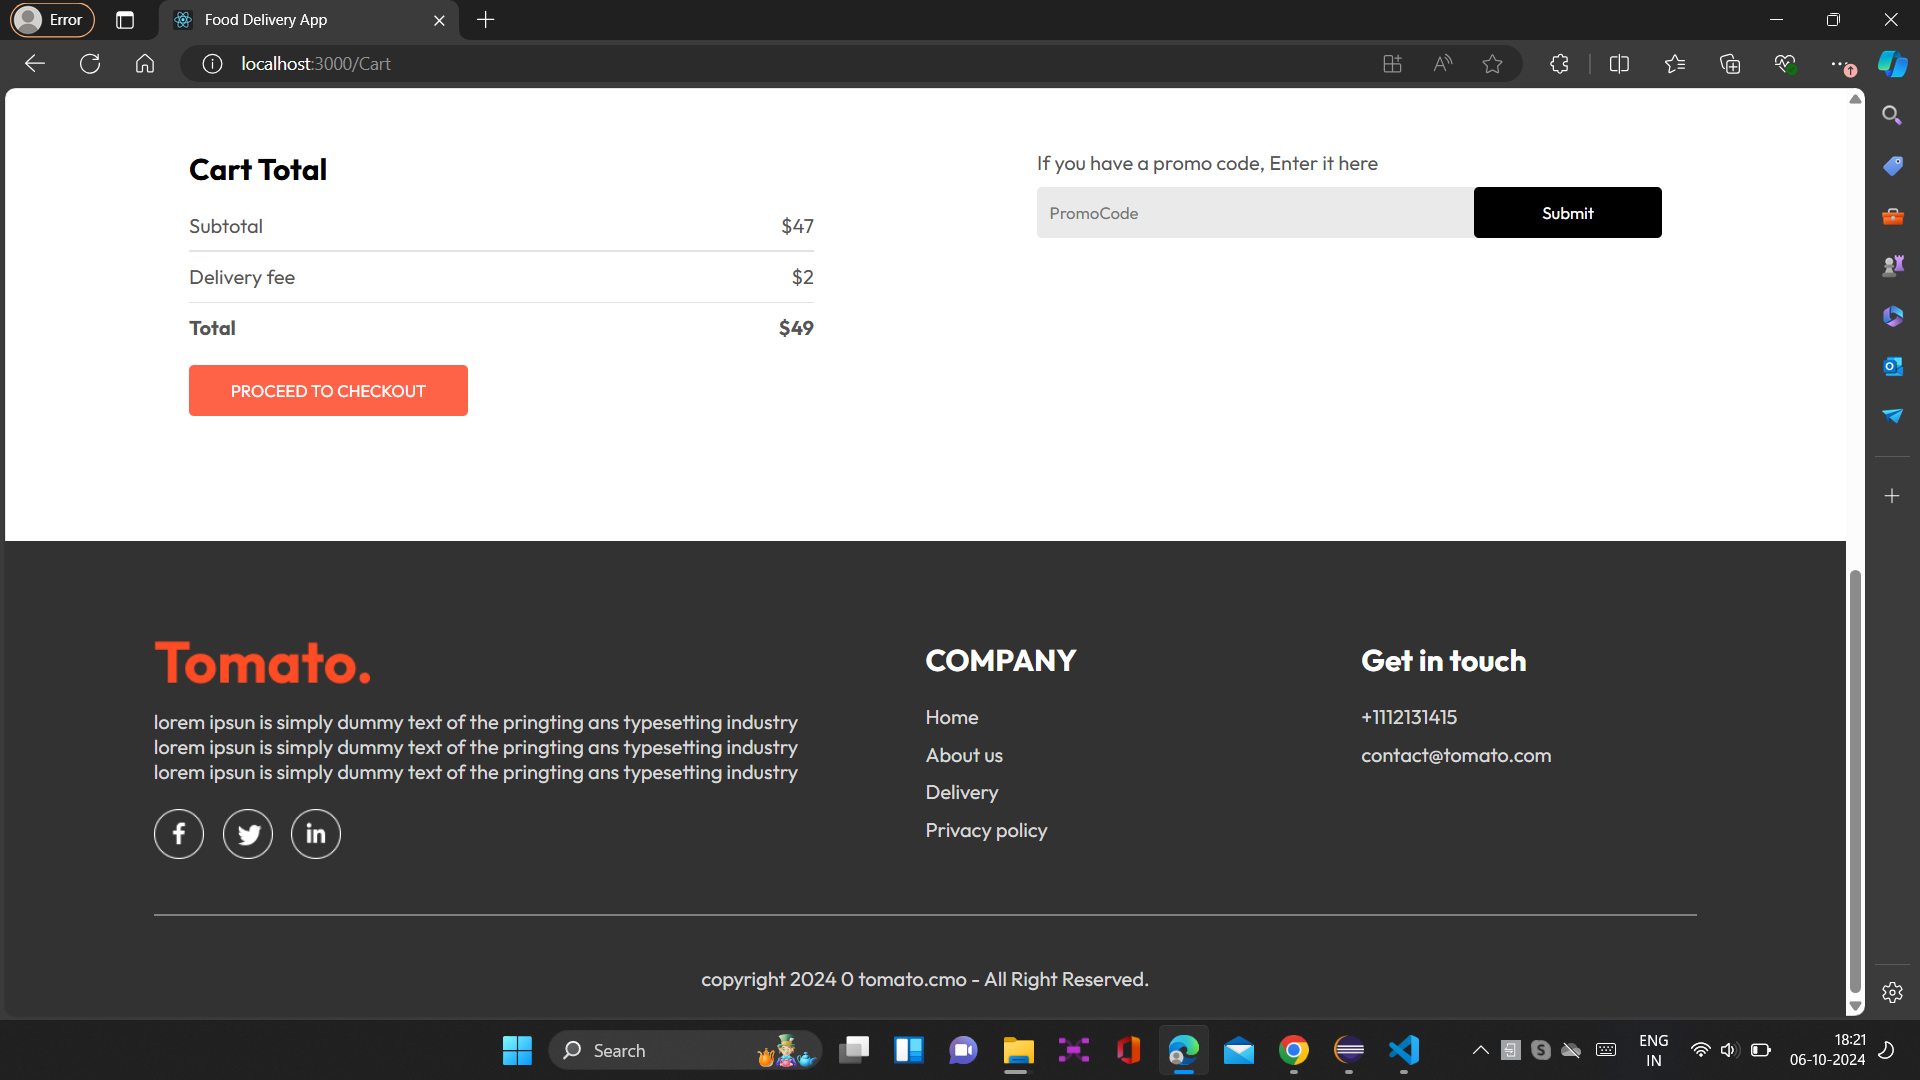 Error
Food Delivery App
localhost:3000/Cart
Cart Total
Subtotal $47
Delivery fee $2
Total $49
PROCEED TO CHECKOUT
If you have a promo code, Enter it here
PromoCode Submit
Tomato.
lorem ipsun is simply dummy text of the pringting ans typesetting industry
lorem ipsun is simply dummy text of the pringting ans typesetting industry
lorem ipsun is simply dummy text of the pringting ans typesetting industry
COMPANY
Home
About us
Delivery
Privacy policy
Get in touch
+1112131415
contact@tomato.com
copyright 2024 0 tomato.cmo - All Right Reserved.
Search
ENG
IN
18:21
06-10-2024